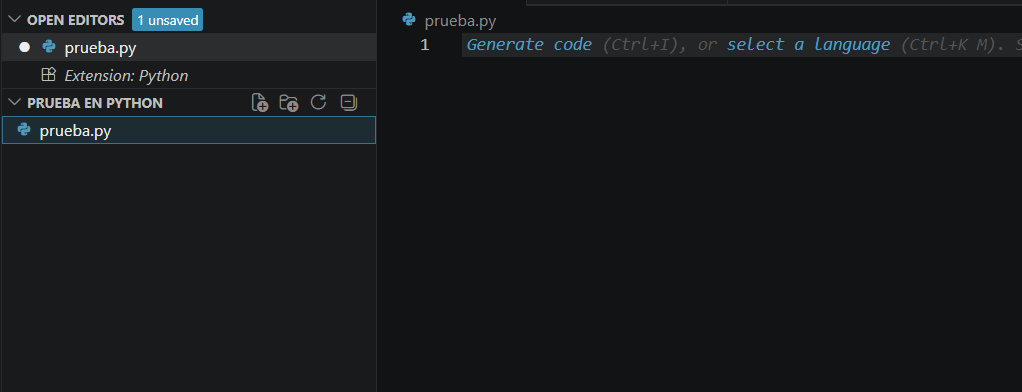 OPEN EDITORS 1 unsaved
prueba.py
Extension: Python
PRUEBA EN PYTHON
prueba.py
prueba.py
1 Generate code (Ctrl+I), or select a language (Ctrl+K M).